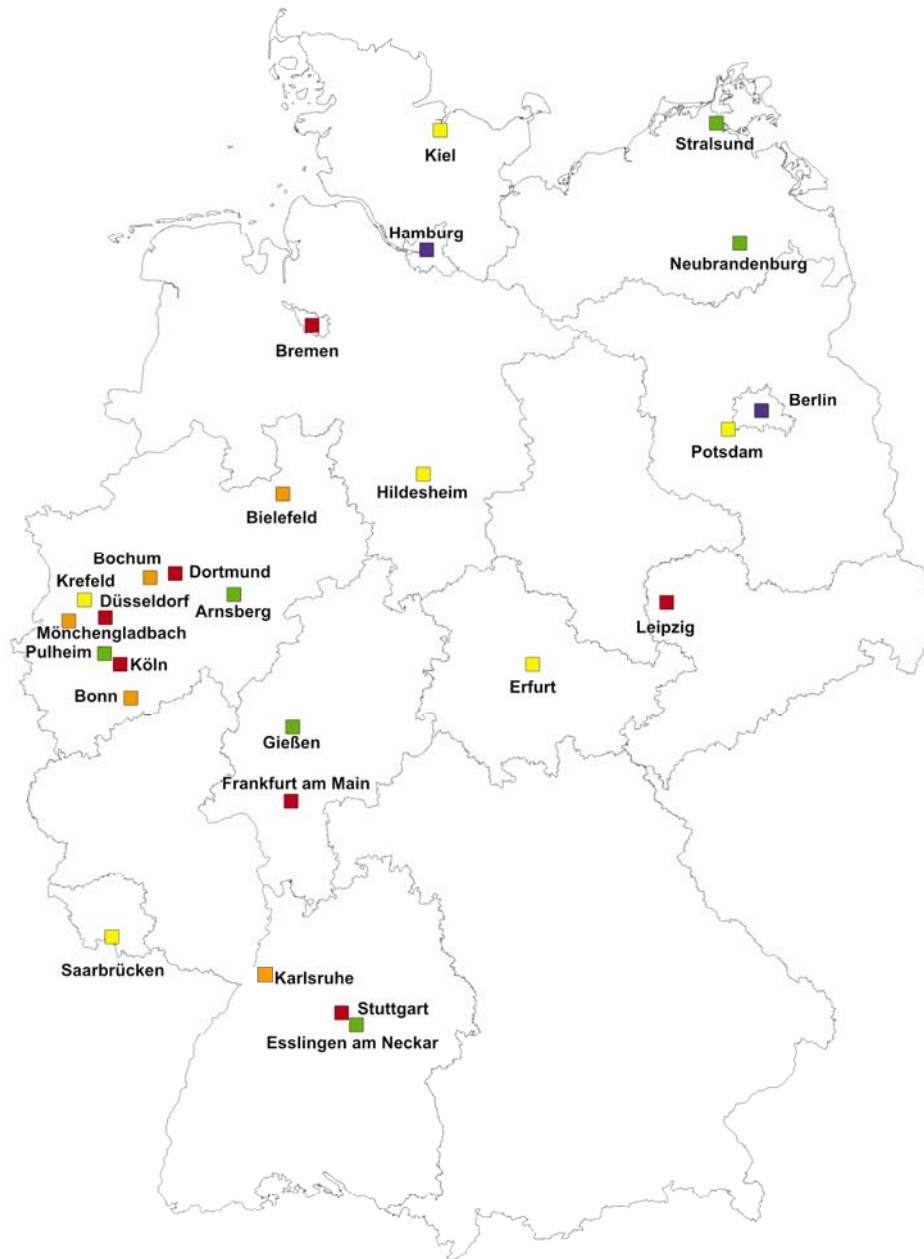 Stralsund
Kiel
Hamburg
Neubrandenburg
Bremen
Berlin
Potsdam
Hildesheim
Bielefeld
Bochum
Dortmund
Krefeld
Düsseldorf
Arnsberg
Leipzig
Mönchengladbach
Pulheim
Köln
Erfurt
Bonn
Gießen
Frankfurt am Main
Saarbrücken
Karlsruhe
Stuttgart
Esslingen am Neckar